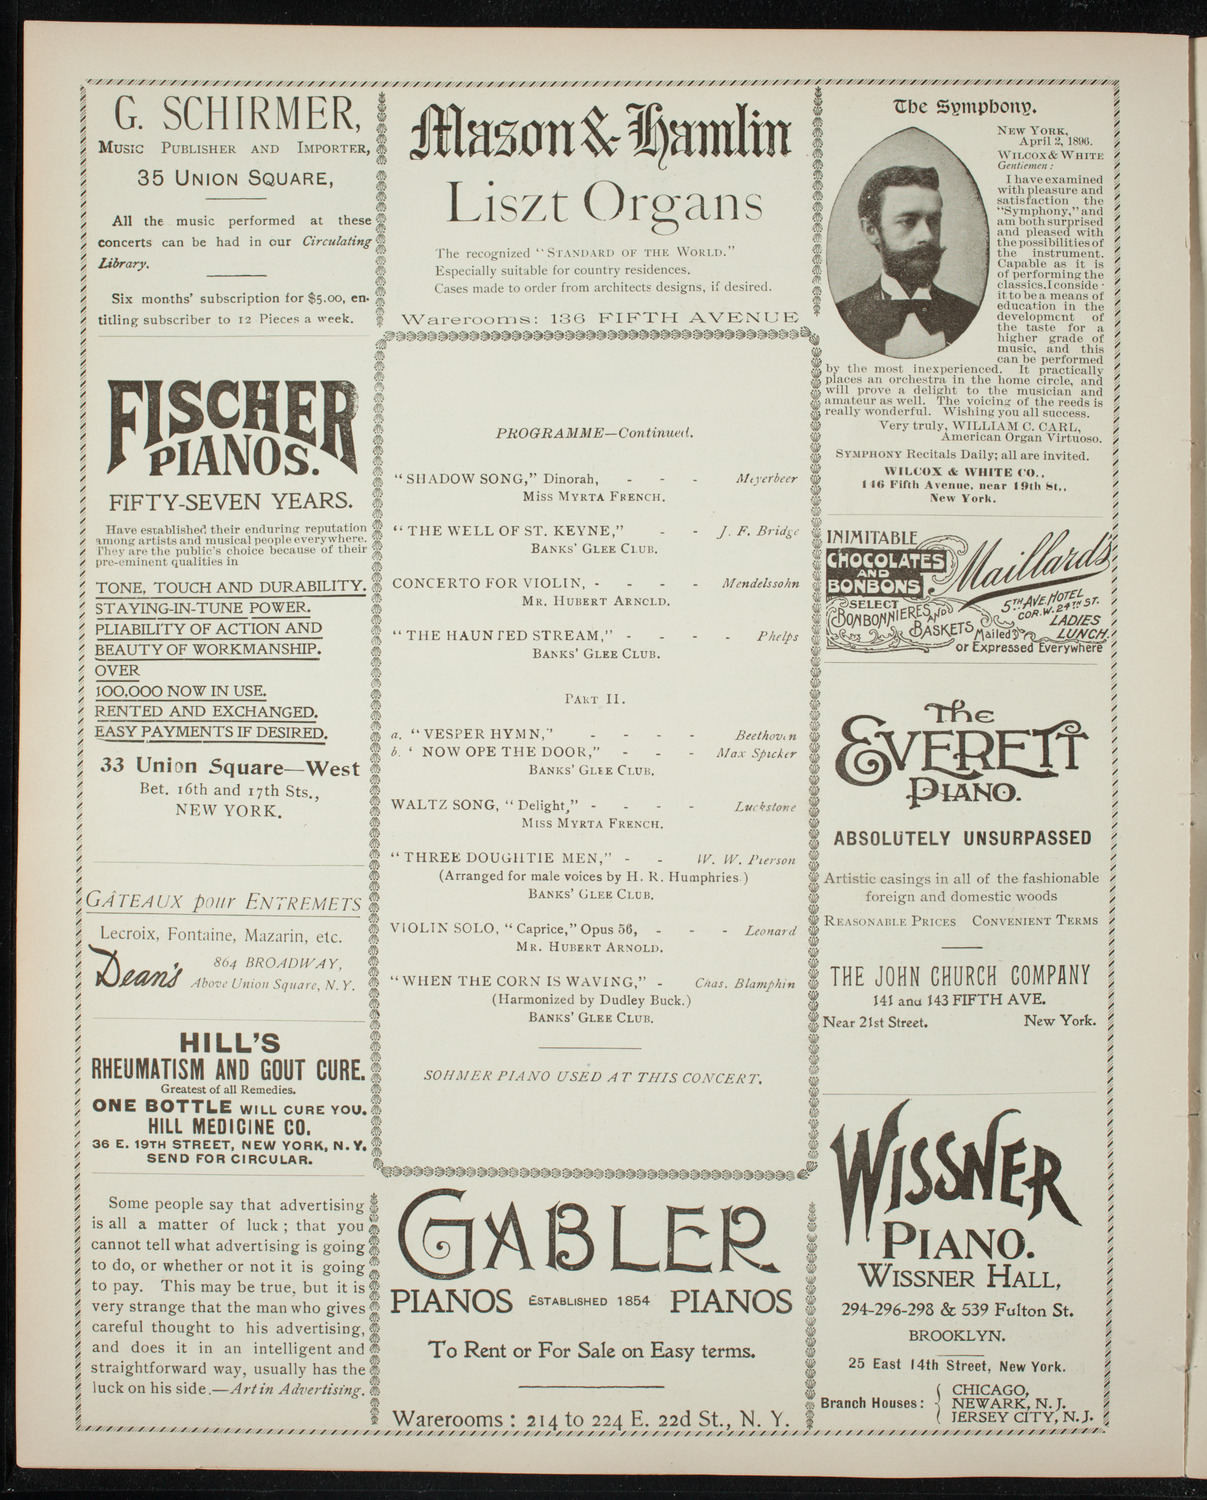 G. SCHIRMER,
MUSIC PUBLISHER AND IMPORTER,
35 UNION SQUARE,
All the music performed at these
concerts can be had in our Circulating
Library.
Six months' subscription for $5.00, en-
titling subscriber to 12 Pieces a week.
FISCHER
PIANOS.
FIFTY-SEVEN YEARS.
Have established their enduring reputation
among artists and musical people everywhere.
They are the public's choice because of their
pre-eminent qualities in
TONE, TOUCH AND DURABILITY.
STAYING-IN-TUNE POWER.
PLIABILITY OF ACTION AND
BEAUTY OF WORKMANSHIP.
OVER
100,000 NOW IN USE.
RENTED AND EXCHANGED.
EASY PAYMENTS IF DESIRED.
33 Union Square—West
Bet. 16th and 17th Sts.,
NEW YORK.
GÂTEAUX pour ENTREMETS
Lecroix, Fontaine, Mazarin, etc.
Dean's 864 BROADWAY,
Above Union Square, N. Y.
HILL'S
RHEUMATISM AND GOUT CURE.
Greatest of all Remedies.
ONE BOTTLE WILL CURE YOU.
HILL MEDICINE CO.
36 E. 19TH STREET, NEW YORK, N. Y.
SEND FOR CIRCULAR.
Some people say that advertising
is all a matter of luck; that you
cannot tell what advertising is going
to do, or whether or not it is going
to pay. This may be true, but it is
very strange that the man who gives
careful thought to his advertising,
and does it in an intelligent and
straightforward way, usually has the
luck on his side.—Art in Advertising.
Mason & Hamlin
Liszt Organs
The recognized "STANDARD OF THE WORLD."
Especially suitable for country residences.
Cases made to order from architects designs, if desired.
Warerooms: 136 FIFTH AVENUE
PROGRAMME—Continued.
"SHADOW SONG," Dinorah, - - - Meyerbeer
MISS MYRTA FRENCH.
"THE WELL OF ST. KEYNE," - - J. F. Bridge
BANKS' GLEE CLUB.
CONCERTO FOR VIOLIN, - - - - Mendelssohn
MR. HUBERT ARNOLD.
"THE HAUNTED STREAM," - - - - Phelps
BANKS' GLEE CLUB.
PART II.
a. "VESPER HYMN," - - - - Beethoven
b. ' NOW OPE THE DOOR," - - - Max Spicker
BANKS' GLEE CLUB.
WALTZ SONG, "Delight," - - - - Luckstone
MISS MYRTA FRENCH.
"THREE DOUGHTIE MEN," - - W. W. Pierson
(Arranged for male voices by H. R. Humphries.)
BANKS' GLEE CLUB.
VIOLIN SOLO, "Caprice," Opus 56, - - - Leonard
MR. HUBERT ARNOLD.
"WHEN THE CORN IS WAVING," - Chas. Blamphin
(Harmonized by Dudley Buck.)
BANKS' GLEE CLUB.
SOHMER PIANO USED AT THIS CONCERT.
GABLER
PIANOS ESTABLISHED 1854 PIANOS
To Rent or For Sale on Easy terms.
Warerooms: 214 to 224 E. 22d St., N. Y.
The Symphony.
NEW YORK,
April 2, 1896.
WILCOX & WHITE
Gentlemen:
I have examined
with pleasure and
satisfaction the
"Symphony," and
am both surprised
and pleased with
the possibilities of
the instrument.
Capable as it is
of performing the
classics, I conside
it to be a means of
education in the
development of
the taste for a
higher grade of
music, and this
can be performed
by the most inexperienced. It practically
places an orchestra in the home circle, and
will prove a delight to the musician and
amateur as well. The voicing of the reeds is
really wonderful. Wishing you all success.
Very truly, WILLIAM C. CARL,
American Organ Virtuoso.
SYMPHONY Recitals Daily; all are invited.
WILCOX & WHITE CO.,
146 Fifth Avenue, near 19th St.,
New York.
INIMITABLE
CHOCOLATES
AND
BONBONS.
Maillard's
SELECT
BONBONNIERES AND
BASKETS
5TH AVE. HOTEL
COR. W. 24TH ST.
LADIES
LUNCH.
Mailed
or Expressed Everywhere
The
EVERETT
PIANO.
ABSOLUTELY UNSURPASSED
Artistic casings in all of the fashionable
foreign and domestic woods
REASONABLE PRICES CONVENIENT TERMS
THE JOHN CHURCH COMPANY
141 and 143 FIFTH AVE.
Near 21st Street. New York.
WISSNER
PIANO.
WISSNER HALL,
294-296-298 & 539 Fulton St.
BROOKLYN.
25 East 14th Street, New York.
Branch Houses: CHICAGO,
NEWARK, N. J.
JERSEY CITY, N. J.